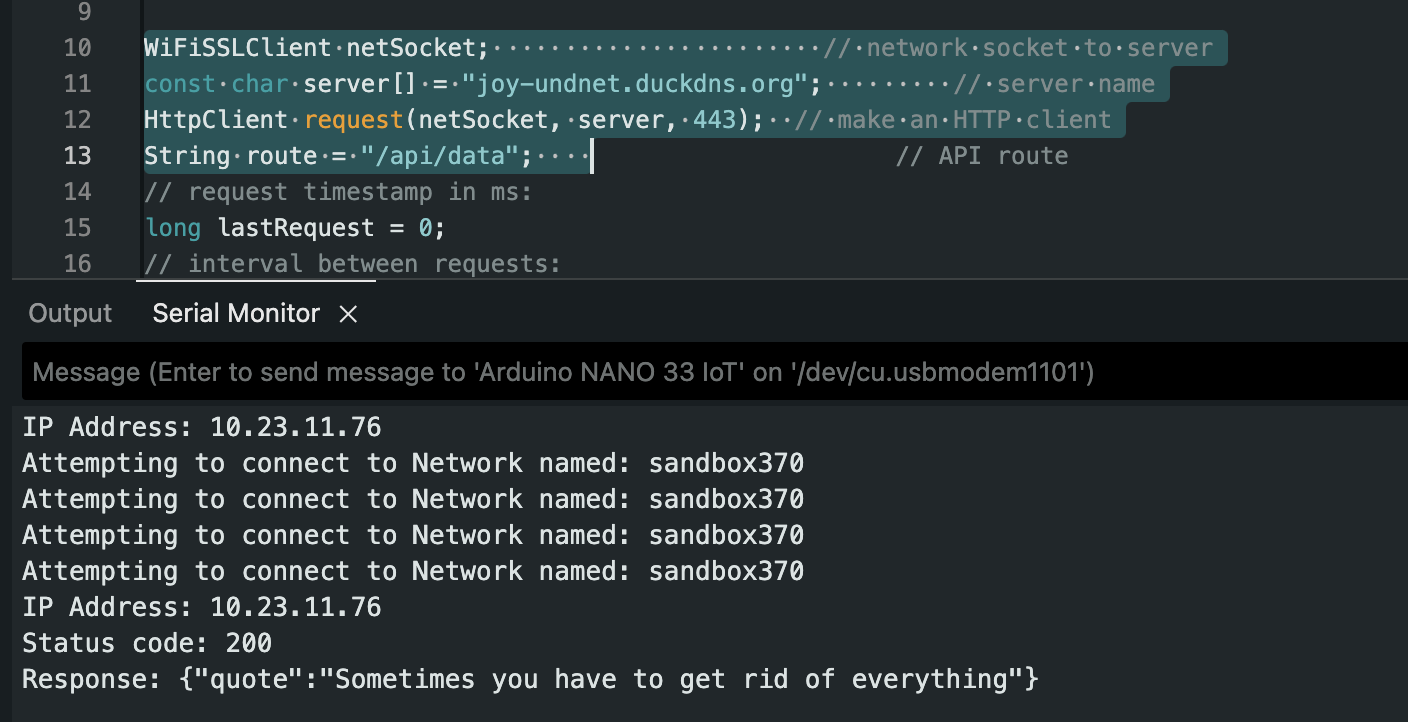 9
10 WiFiSSLClient netSocket; // network socket to server
11 const char server[] = "joy-undnet.duckdns.org"; // server name
12 HttpClient request(netSocket, server, 443); // make an HTTP client
13 String route = "/api/data"; // API route
14 // request timestamp in ms:
15 long lastRequest = 0;
16 // interval between requests:
Output Serial Monitor ×
Message (Enter to send message to 'Arduino NANO 33 IoT' on '/dev/cu.usbmodem1101')
IP Address: 10.23.11.76
Attempting to connect to Network named: sandbox370
Attempting to connect to Network named: sandbox370
Attempting to connect to Network named: sandbox370
Attempting to connect to Network named: sandbox370
IP Address: 10.23.11.76
Status code: 200
Response: {"quote":"Sometimes you have to get rid of everything"}